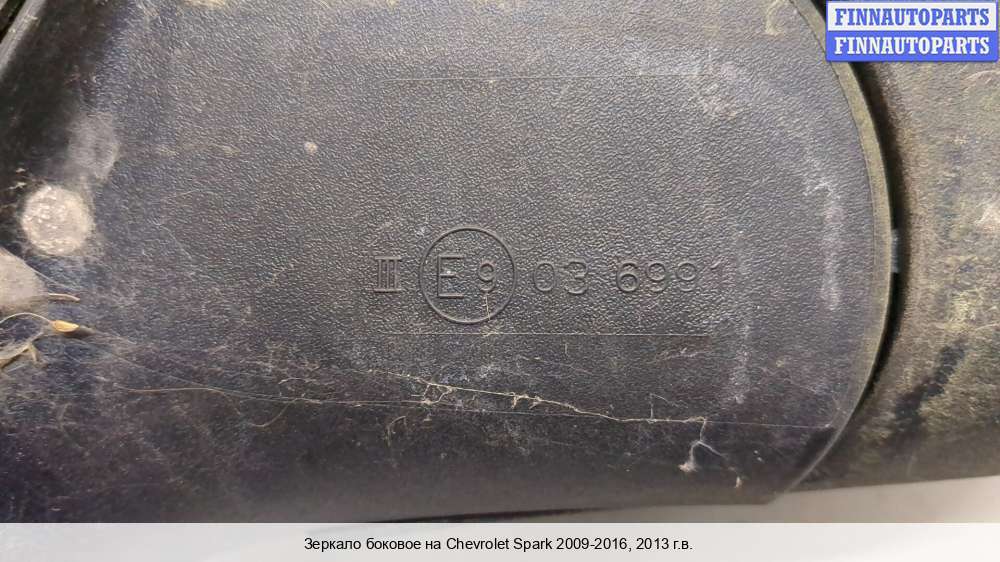 FINNAUTOPARTS
FINNAUTOPARTS
III E9 03 6991
Зеркало боковое на Chevrolet Spark 2009-2016, 2013 г.в.